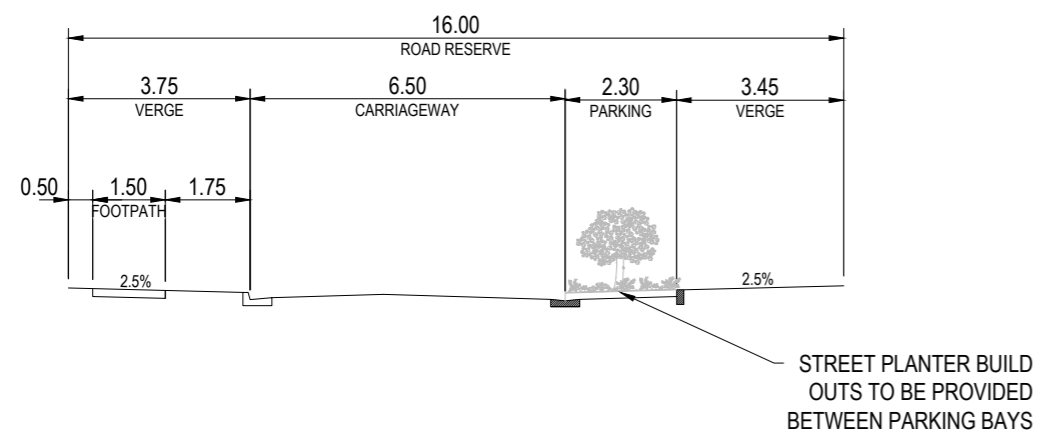 16.00
ROAD RESERVE
3.75
VERGE
6.50
CARRIAGEWAY
2.30
PARKING
3.45
VERGE
0.50
1.50
FOOTPATH
1.75
2.5%
2.5%
STREET PLANTER BUILD
OUTS TO BE PROVIDED
BETWEEN PARKING BAYS